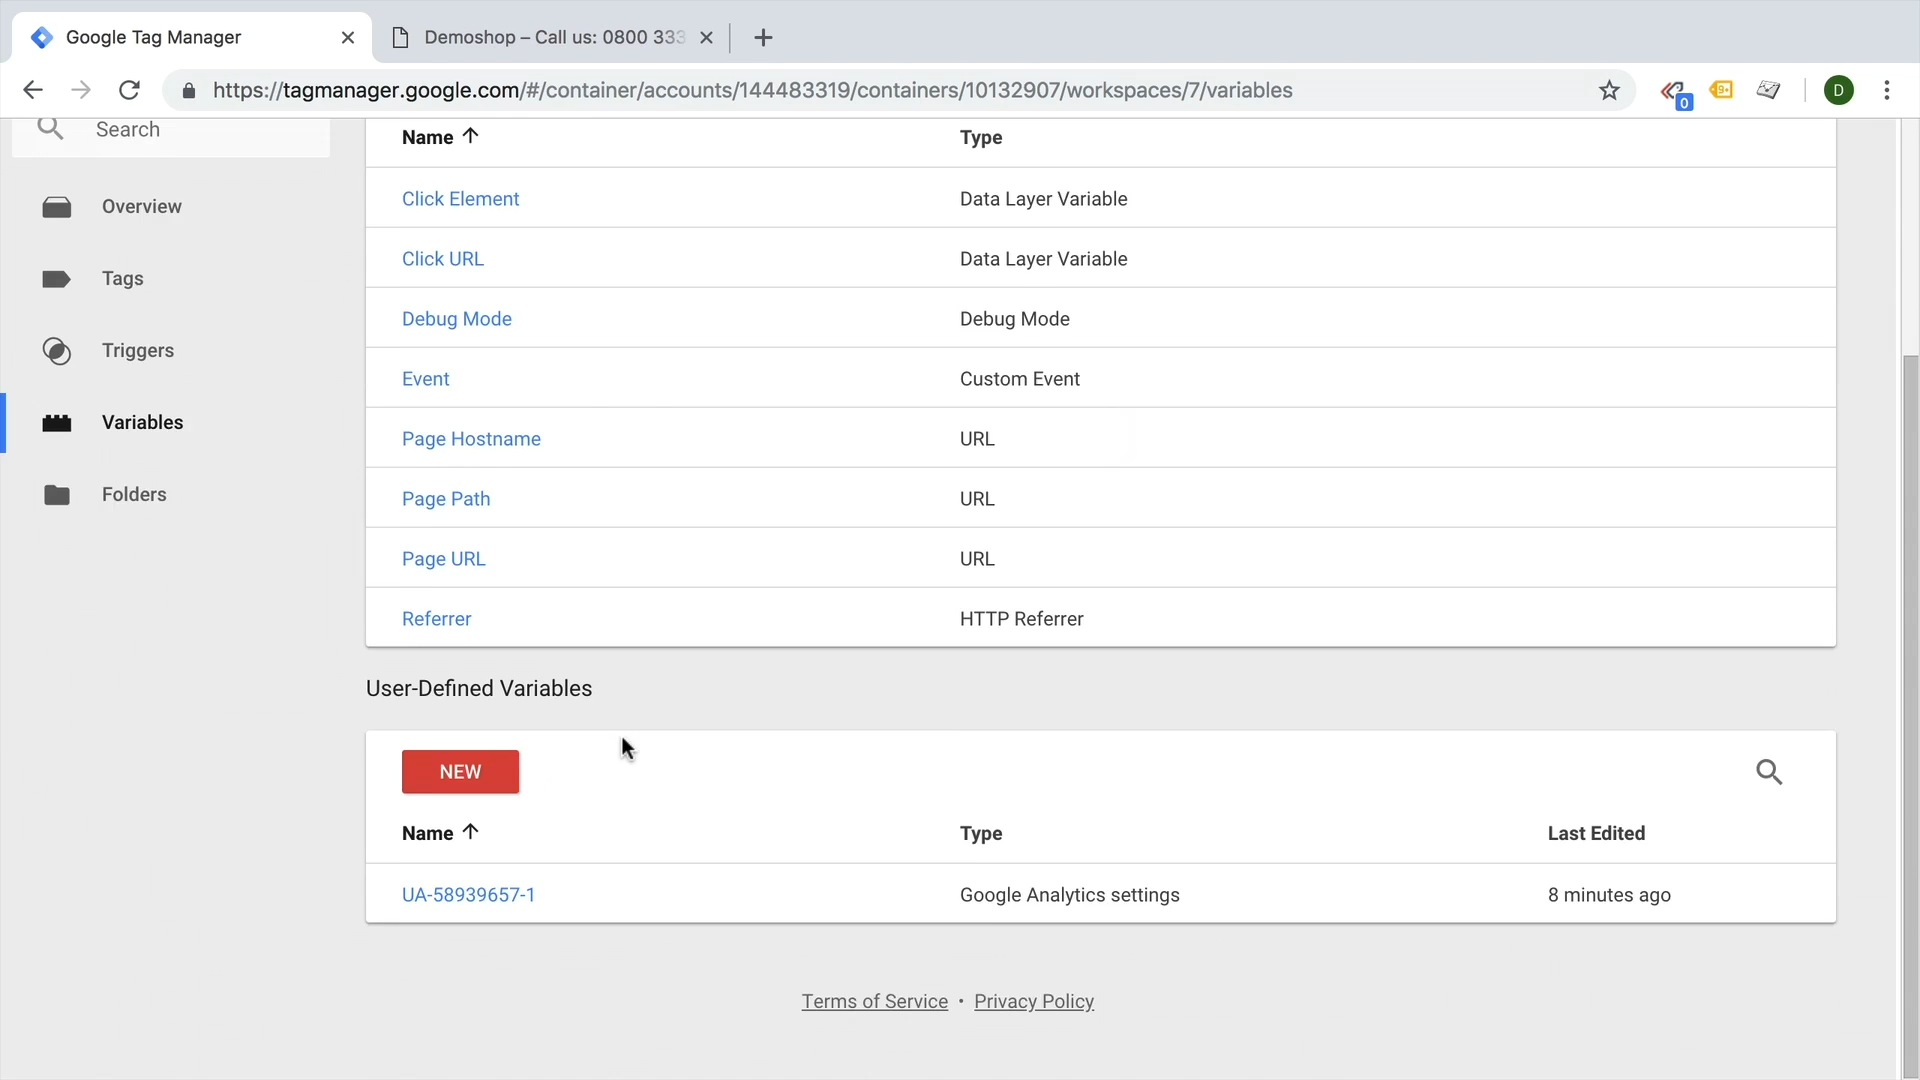 Google Tag Manager
Demoshop – Call us: 0800 333
https://tagmanager.google.com/#/container/accounts/144483319/containers/10132907/workspaces/7/variables
0
9+
D
Search
Overview
Tags
Triggers
Variables
Folders
Name Type
Click Element Data Layer Variable
Click URL Data Layer Variable
Debug Mode Debug Mode
Event Custom Event
Page Hostname URL
Page Path URL
Page URL URL
Referrer HTTP Referrer
User-Defined Variables
NEW
Name Type Last Edited
UA-58939657-1 Google Analytics settings 8 minutes ago
Terms of Service • Privacy Policy